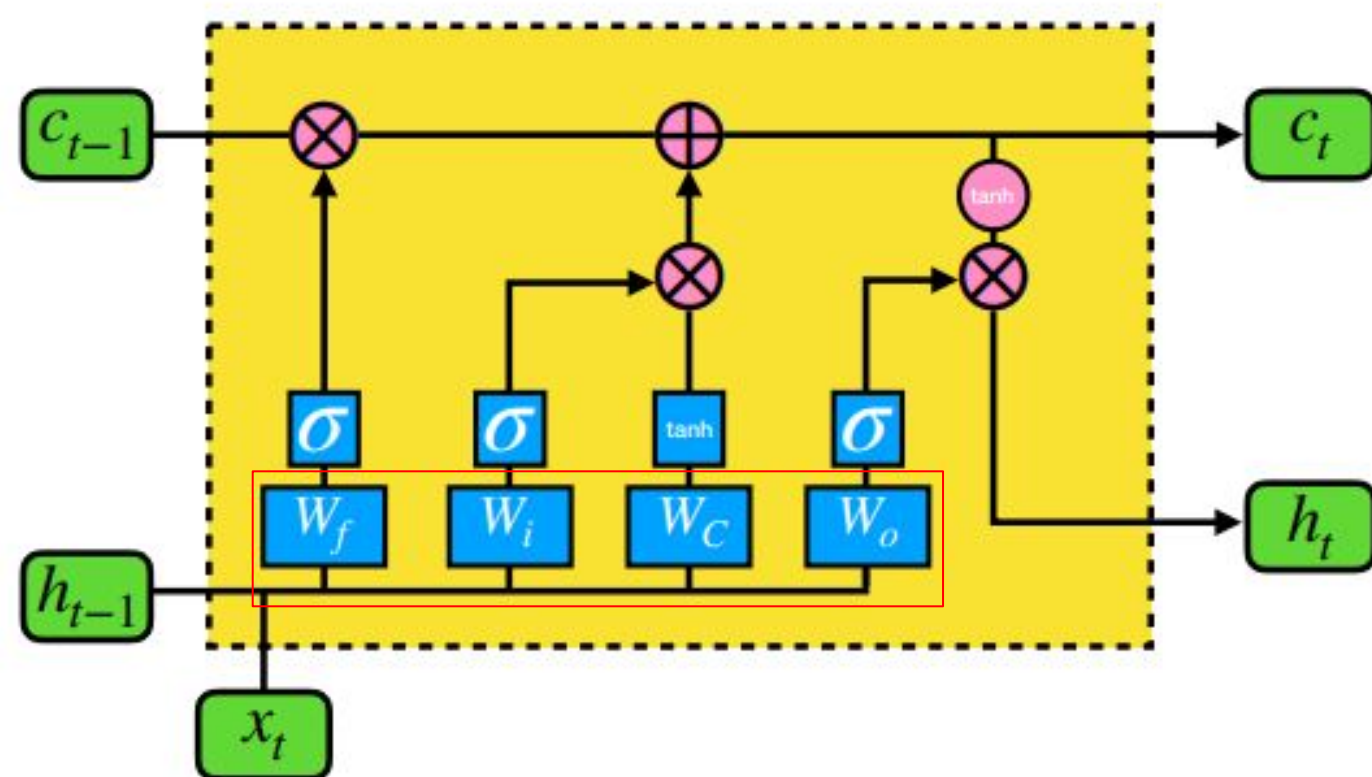 c_{t-1}
c_t
tanh
σ
σ
tanh
σ
W_f
W_i
W_C
W_o
h_t
h_{t-1}
x_t